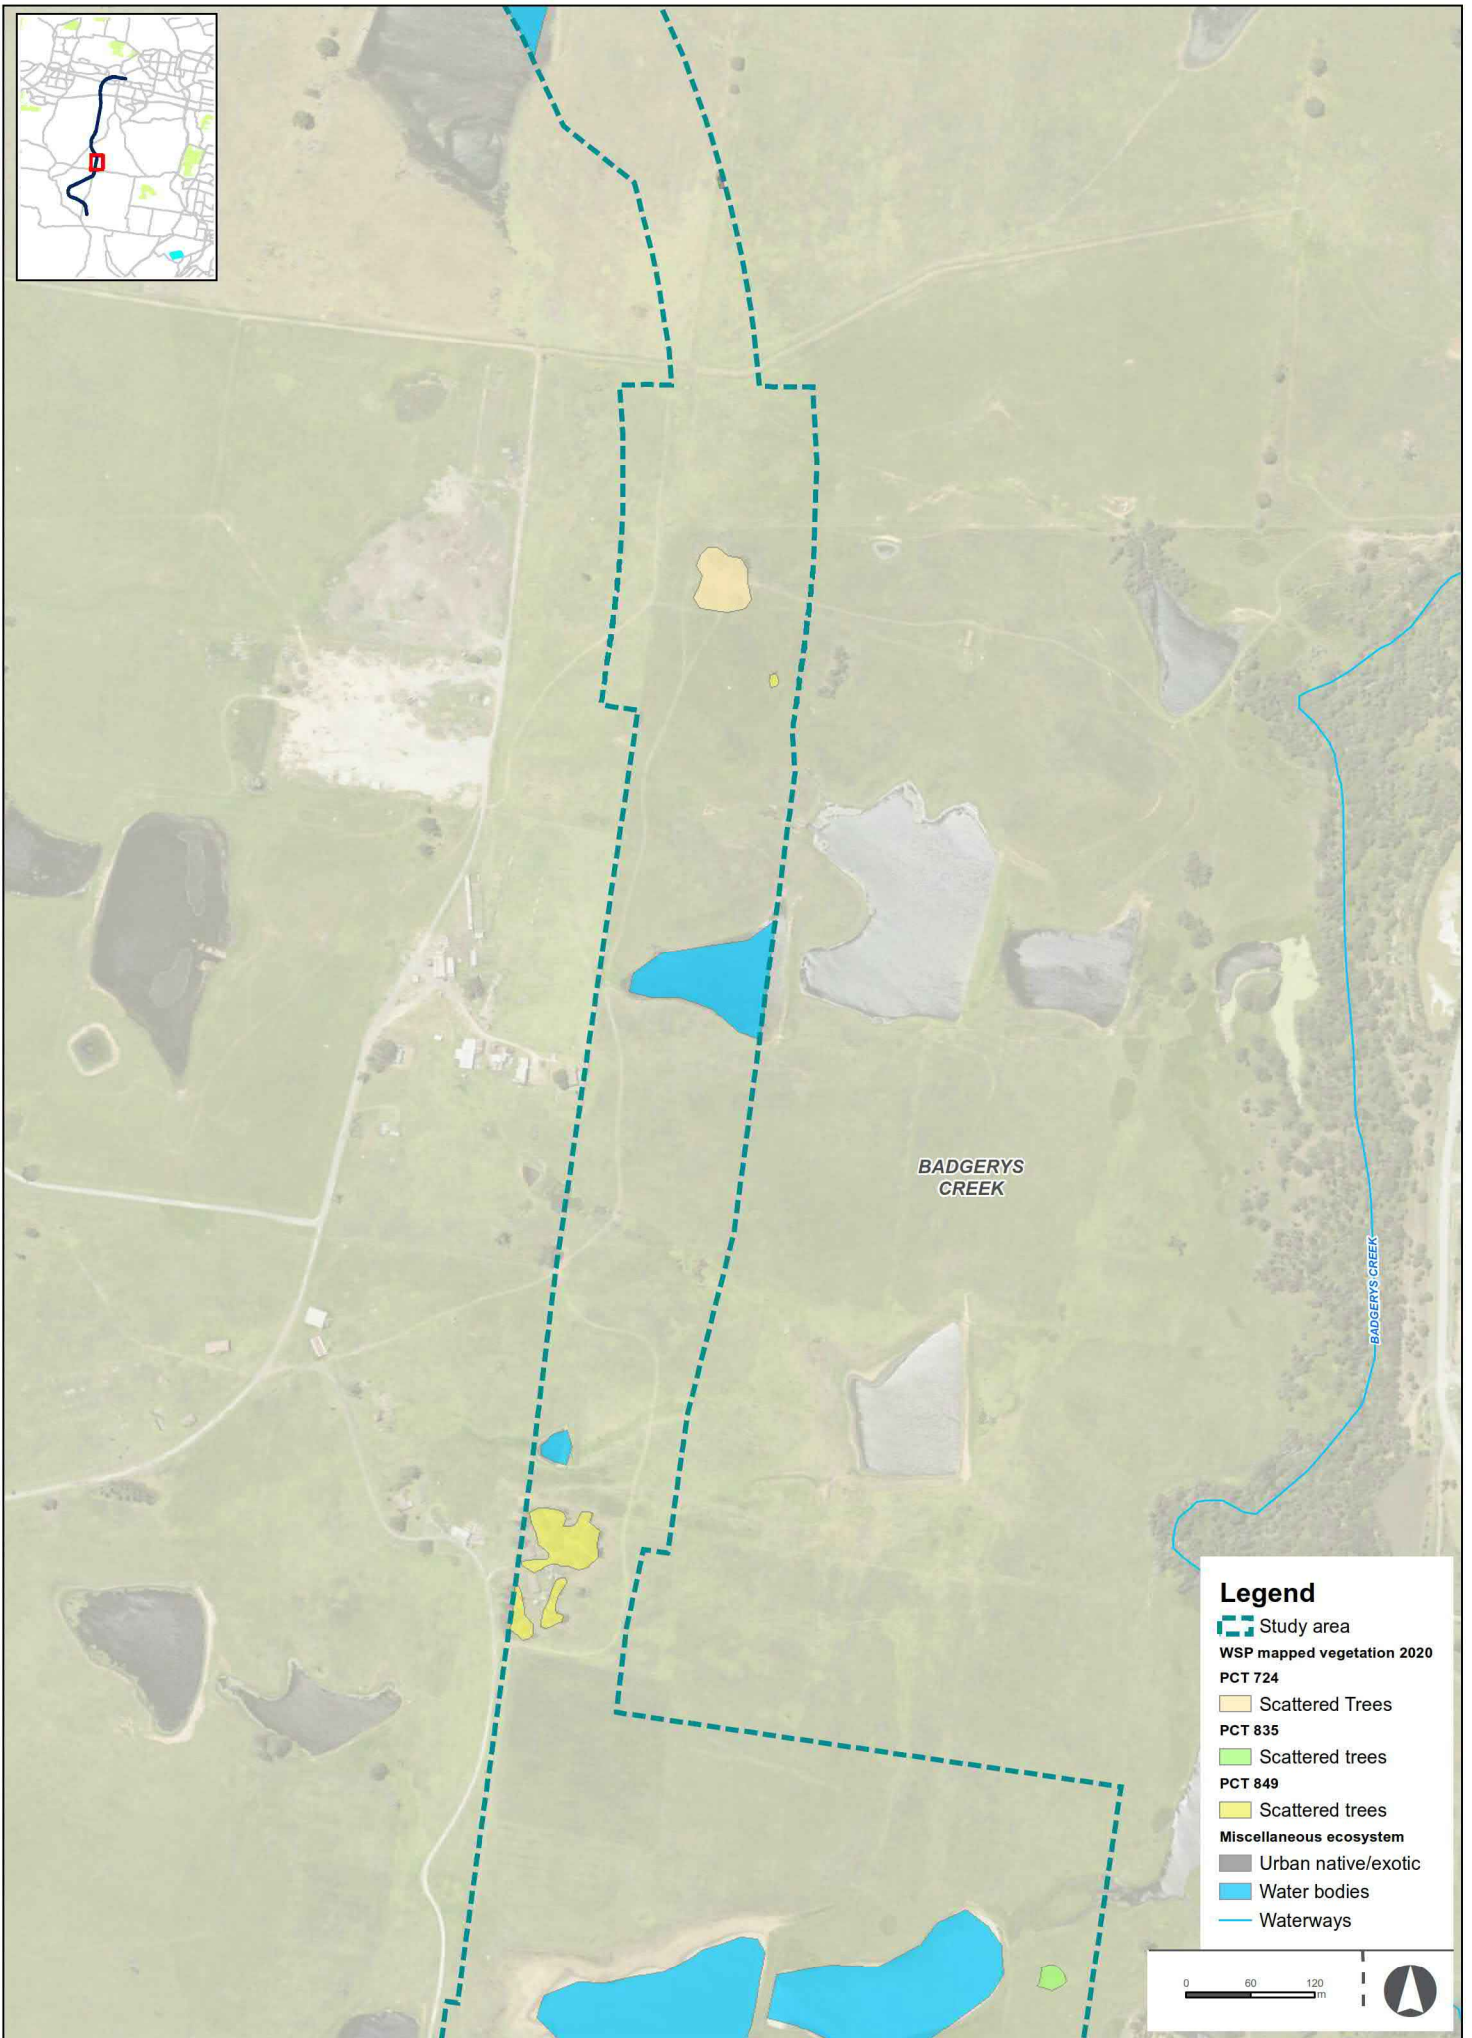 BADGERYS
CREEK
BADGERYS CREEK
Legend
Study area
WSP mapped vegetation 2020
PCT 724
Scattered Trees
PCT 835
Scattered trees
PCT 849
Scattered trees
Miscellaneous ecosystem
Urban native/exotic
Water bodies
Waterways
0 60 120
m